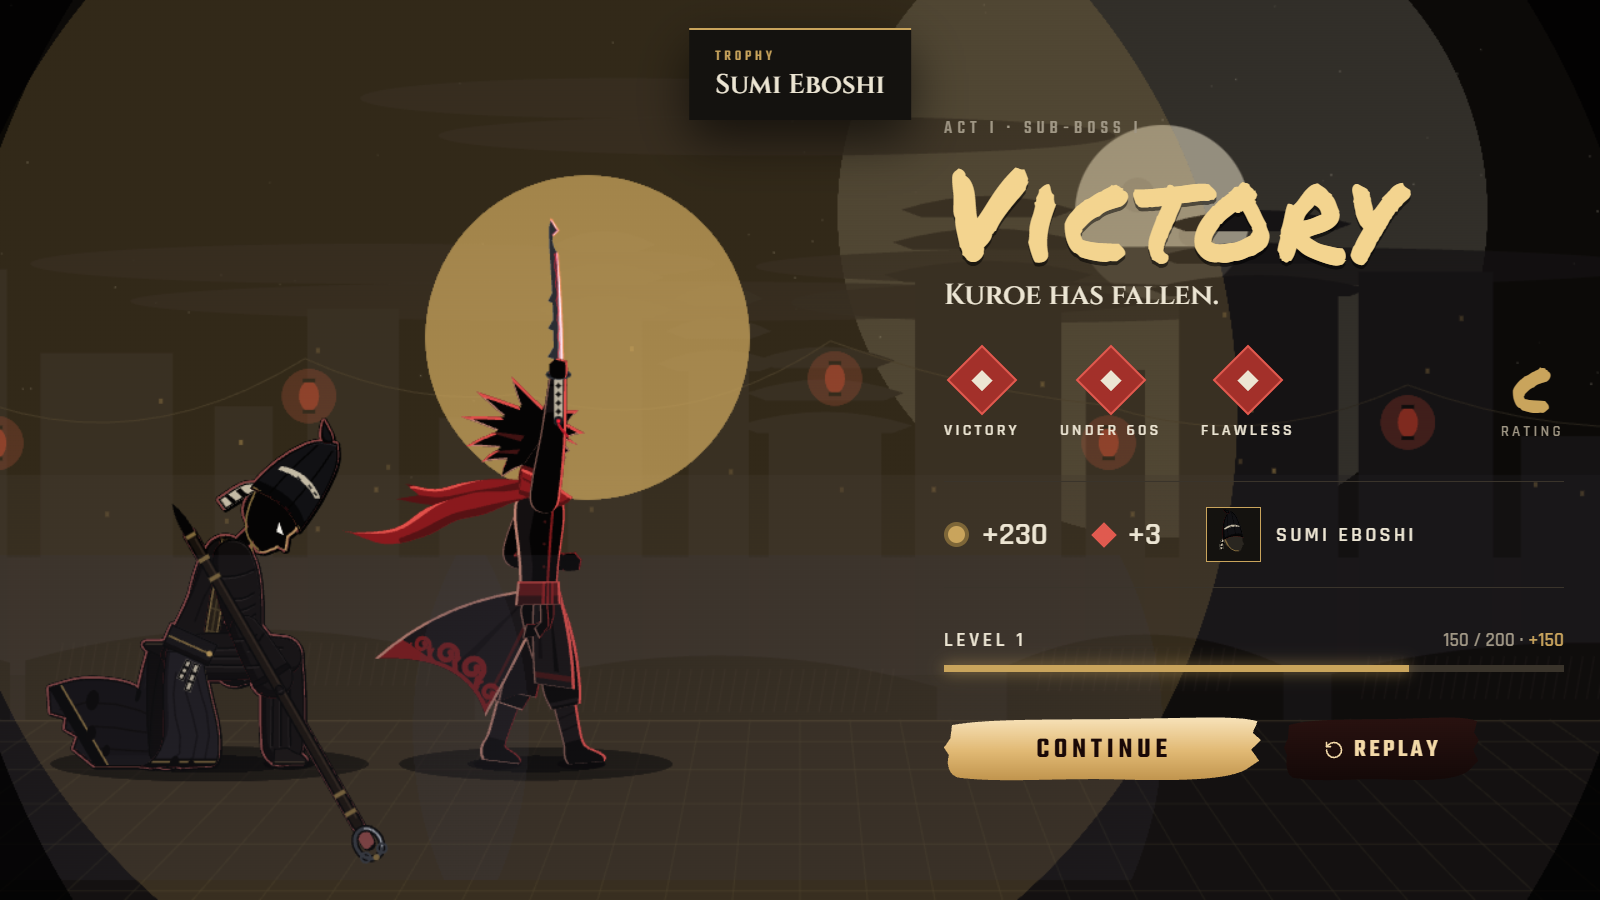 TROPHY
SUMI EBOSHI
ACT I · SUB-BOSS I
VICTORY
KUROE HAS FALLEN.
VICTORY
UNDER 60S
FLAWLESS
C
RATING
+230
+3
SUMI EBOSHI
LEVEL 1
150 / 200 · +150
CONTINUE
REPLAY